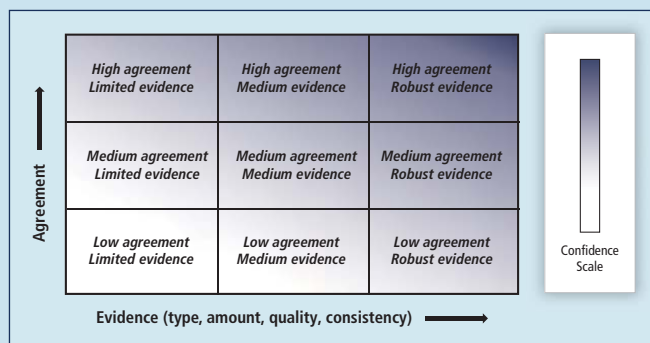 High agreement
Limited evidence
High agreement
Medium evidence
High agreement
Robust evidence
Medium agreement
Limited evidence
Medium agreement
Medium evidence
Medium agreement
Robust evidence
Low agreement
Limited evidence
Low agreement
Medium evidence
Low agreement
Robust evidence
Agreement
Evidence (type, amount, quality, consistency)
Confidence
Scale